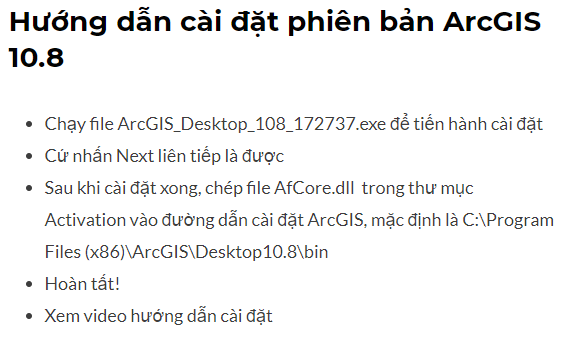 Hướng dẫn cài đặt phiên bản ArcGIS
10.8
• Chạy file ArcGIS_Desktop_108_172737.exe để tiến hành cài đặt
• Cứ nhấn Next liên tiếp là được
• Sau khi cài đặt xong, chép file AfCore.dll trong thư mục
Activation vào đường dẫn cài đặt ArcGIS, mặc định là C:\Program
Files (x86)\ArcGIS\Desktop10.8\bin
• Hoàn tất!
• Xem video hướng dẫn cài đặt